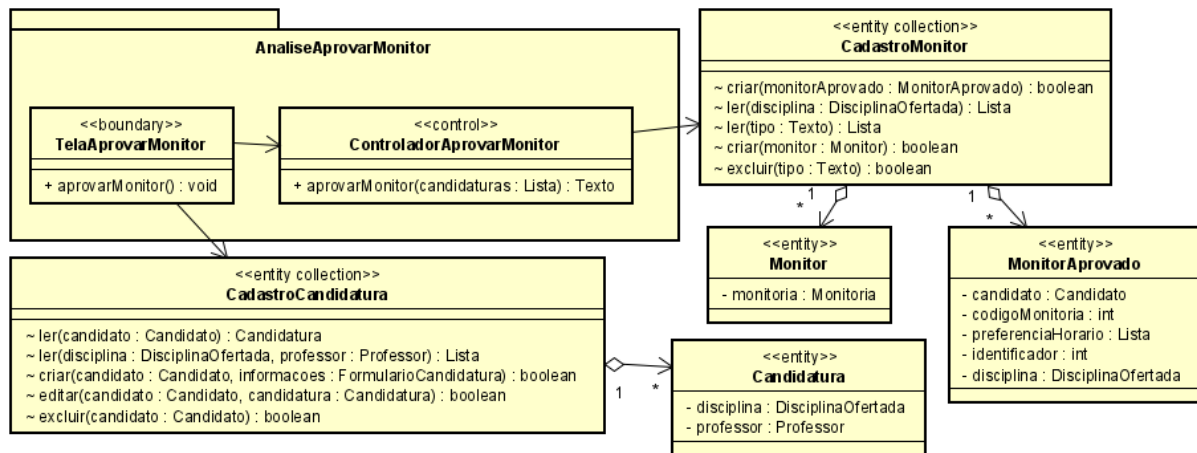 AnaliseAprovarMonitor
<<boundary>>
TelaAprovarMonitor
+ aprovarMonitor() : void
<<control>>
ControladorAprovarMonitor
+ aprovarMonitor(candidaturas : Lista) : Texto
<<entity collection>>
CadastroMonitor
~ criar(monitorAprovado : MonitorAprovado) : boolean
~ ler(disciplina : DisciplinaOfertada) : Lista
~ ler(tipo : Texto) : Lista
~ criar(monitor : Monitor) : boolean
~ excluir(tipo : Texto) : boolean
1
*
1
*
<<entity>>
Monitor
- monitoria : Monitoria
<<entity>>
MonitorAprovado
- candidato : Candidato
- codigoMonitoria : int
- preferenciaHorario : Lista
- identificador : int
- disciplina : DisciplinaOfertada
<<entity collection>>
CadastroCandidatura
~ ler(candidato : Candidato) : Candidatura
~ ler(disciplina : DisciplinaOfertada, professor : Professor) : Lista
~ criar(candidato : Candidato, informacoes : FormularioCandidatura) : boolean
~ editar(candidato : Candidato, candidatura : Candidatura) : boolean
~ excluir(candidato : Candidato) : boolean
1
*
<<entity>>
Candidatura
- disciplina : DisciplinaOfertada
- professor : Professor